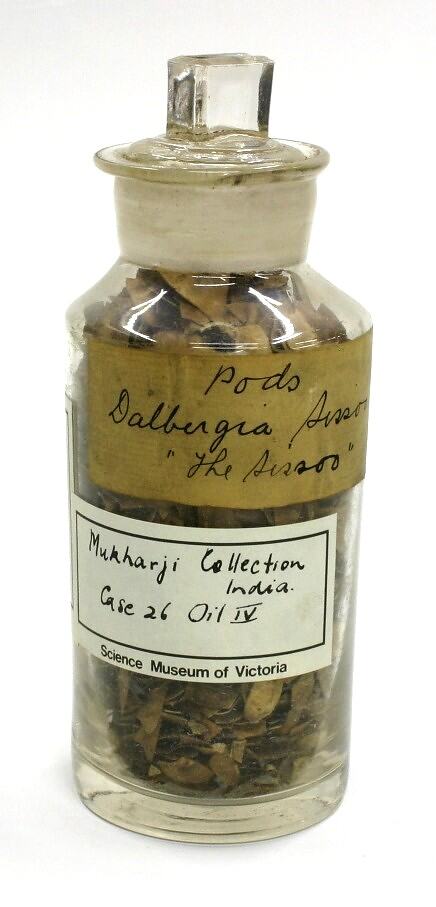 Pods
Dalbergia Sissoo
"The Sissoo"
Mukharji Collection
India.
Case 26 Oil IV
Science Museum of Victoria